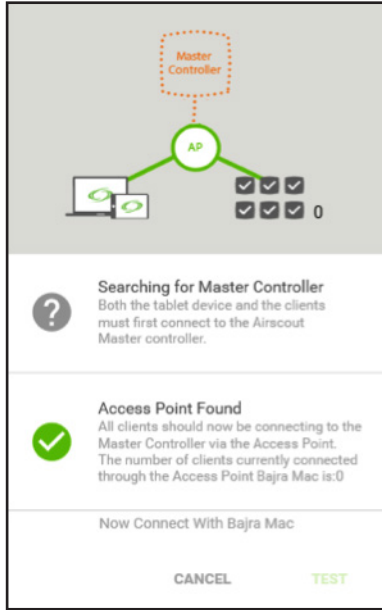 Master
Controller
AP
0
Searching for Master Controller
Both the tablet device and the clients
must first connect to the Airscout
Master controller.
?
Access Point Found
All clients should now be connecting to the
Master Controller via the Access Point.
The number of clients currently connected
through the Access Point Bajra Mac is:0
Now Connect With Bajra Mac
CANCEL TEST